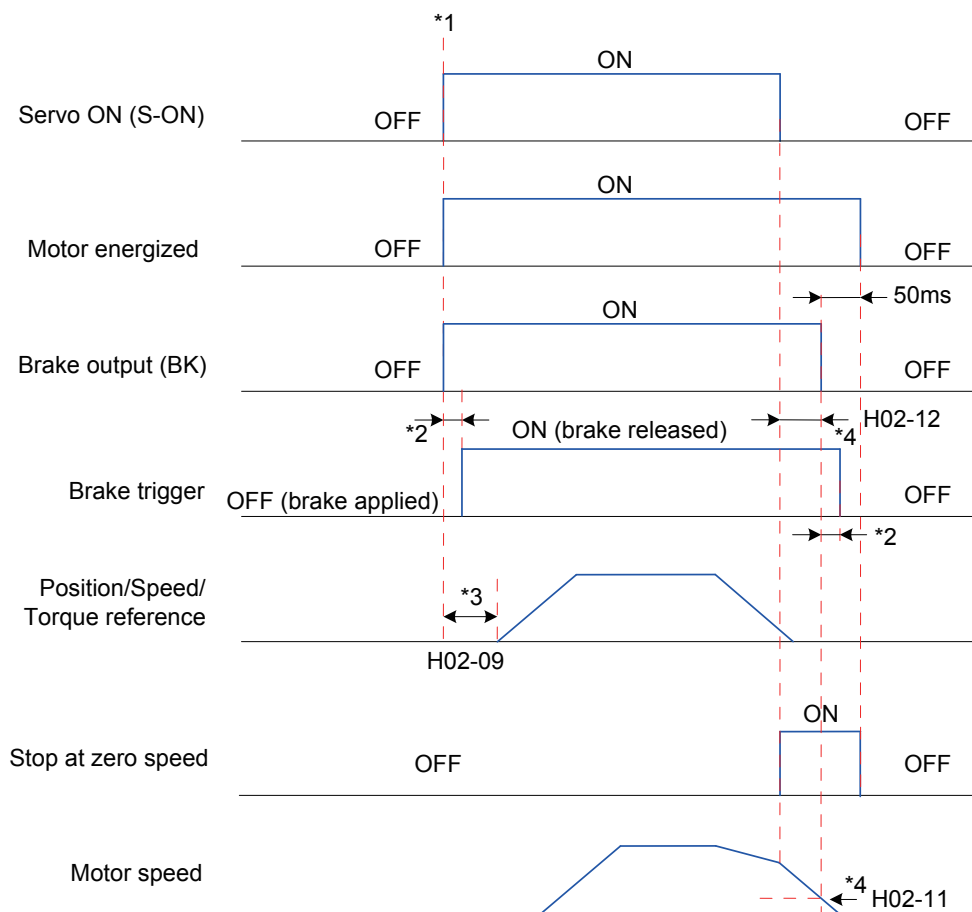 *1
ON
Servo ON (S-ON)
OFF
OFF
ON
Motor energized
OFF
OFF
50ms
ON
Brake output (BK)
OFF
OFF
*2
ON (brake released)
*4
H02-12
Brake trigger
OFF (brake applied)
OFF
*2
Position/Speed/
Torque reference
*3
H02-09
ON
Stop at zero speed
OFF
OFF
Motor speed
*4
H02-11